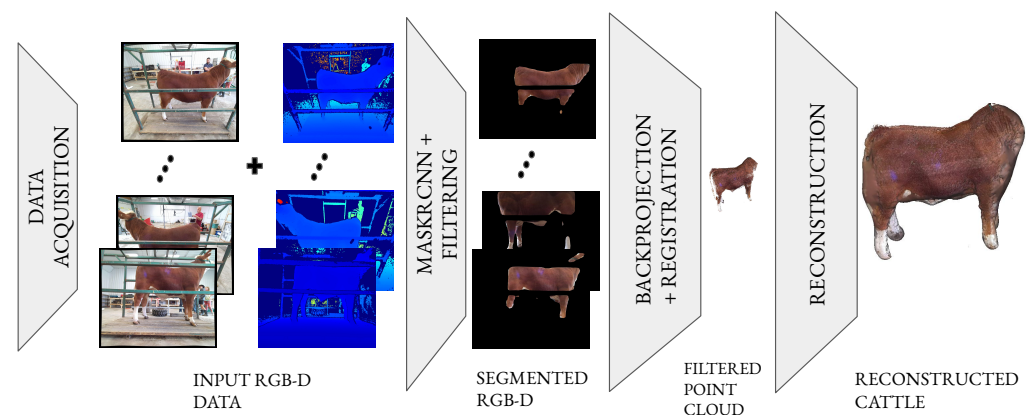 DATA
ACQUISITION
INPUT RGB-D
DATA
MASKRCNN +
FILTERING
SEGMENTED
RGB-D
BACKPROJECTION
+ REGISTRATION
FILTERED
POINT
CLOUD
RECONSTRUCTION
RECONSTRUCTED
CATTLE